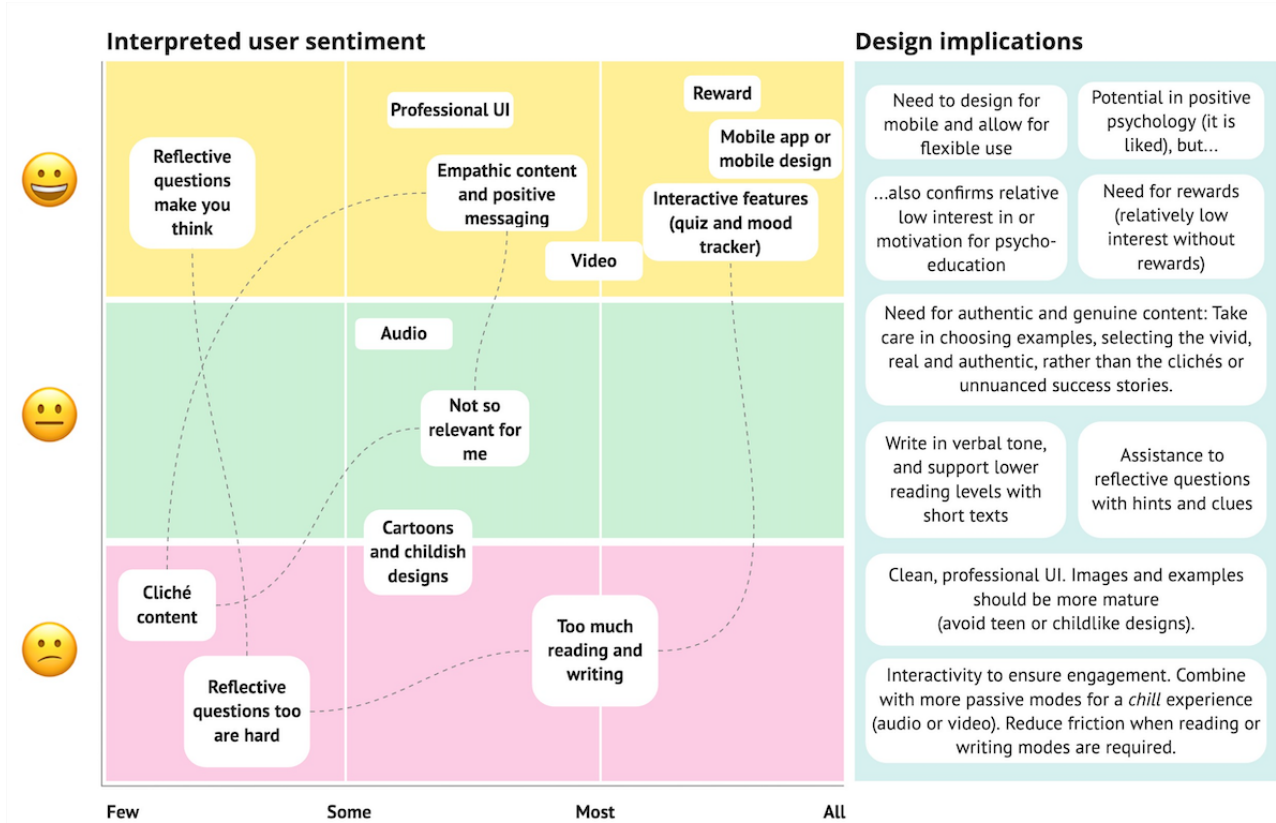 Interpreted user sentiment
Reward
Professional UI
Mobile app or
mobile design
Reflective
questions
make you
think
Empathic content
and positive
messaging
Interactive features
(quiz and mood
tracker)
Video
Audio
Not so
relevant for
me
Cartoons
and childish
designs
Cliché
content
Too much
reading and
writing
Reflective
questions too
are hard
Few
Some
Most
All
Design implications
Need to design for
mobile and allow for
flexible use
Potential in positive
psychology (it is
liked), but...
...also confirms relative
low interest in or
motivation for psycho-
education
Need for rewards
(relatively low
interest without
rewards)
Need for authentic and genuine content: Take
care in choosing examples, selecting the vivid,
real and authentic, rather than the clichés or
unnuanced success stories.
Write in verbal tone,
and support lower
reading levels with
short texts
Assistance to
reflective questions
with hints and clues
Clean, professional UI. Images and examples
should be more mature
(avoid teen or childlike designs).
Interactivity to ensure engagement. Combine
with more passive modes for a chill experience
(audio or video). Reduce friction when reading or
writing modes are required.